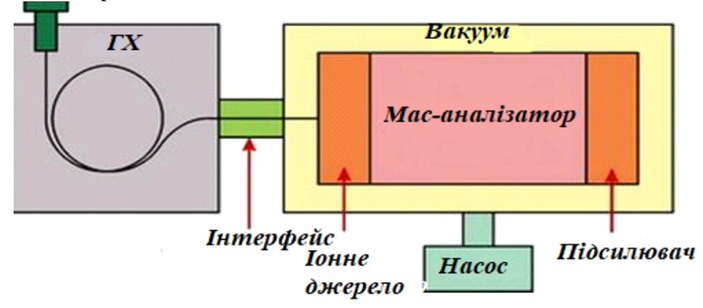 ГХ
Вакуум
Мас-аналізатор
Інтерфейс
Іонне
джерело
Насос
Підсилювач